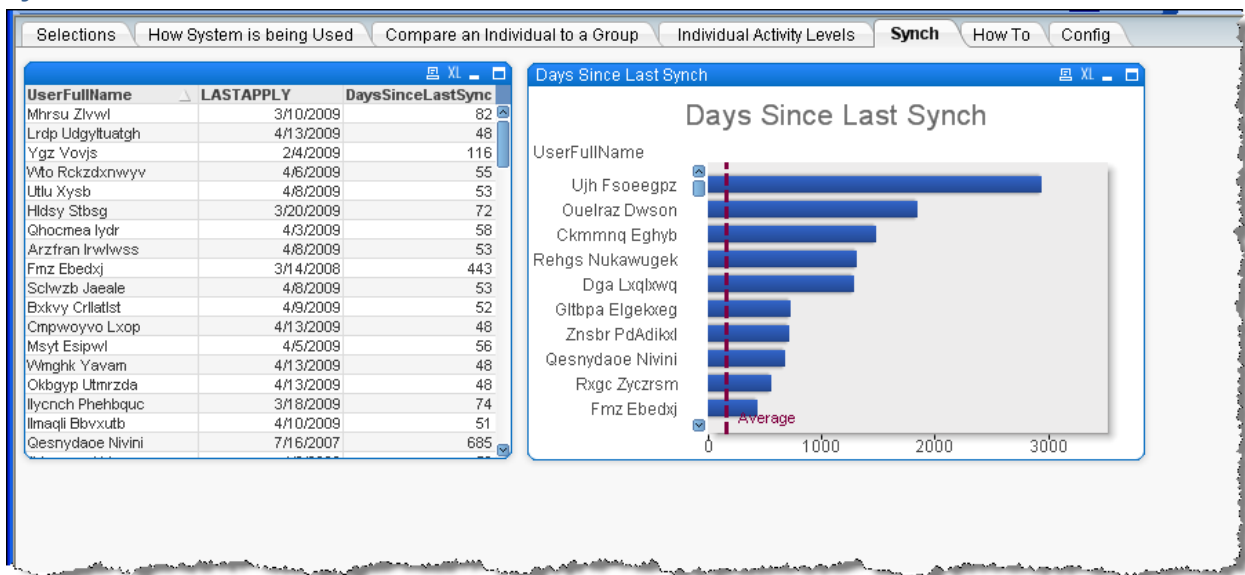 Selections How System is being Used Compare an Individual to a Group Individual Activity Levels Synch How To Config
XL
UserFullName LASTAPPLY DaysSinceLastSync
Mhrsu Zlvwl 3/10/2009 82
Lrdp Udgyltuatgh 4/13/2009 48
Ygz Vovjs 2/4/2009 116
Wto Rckzdxnwyv 4/6/2009 55
Utlu Xysb 4/8/2009 53
Hldsy Stbsg 3/20/2009 72
Qhocmea Iydr 4/3/2009 58
Arzfran Irwlwss 4/8/2009 53
Fmz Ebedxj 3/14/2008 443
Sclwzb Jaeale 4/8/2009 53
Bxkvy Crllatlst 4/9/2009 52
Cmpwoyvo Lxop 4/13/2009 48
Msyt Esipwl 4/5/2009 56
Wmghk Yavam 4/13/2009 48
Okbgyp Utmrzda 4/13/2009 48
Ilycnch Phehbquc 3/18/2009 74
Ilmaqli Bbvxutb 4/10/2009 51
Qesnydaoe Nivini 7/16/2007 685
Days Since Last Synch XL
Days Since Last Synch
UserFullName
Ujh Fsoeegpz
Ouelraz Dwson
Ckmmnq Eghyb
Rehgs Nukawugek
Dga Lxqlxwq
Gltbpa Elgekxeg
Znsbr PdAdikxl
Qesnydaoe Nivini
Rxgc Zyczrsm
Fmz Ebedxj
Average
0 1000 2000 3000